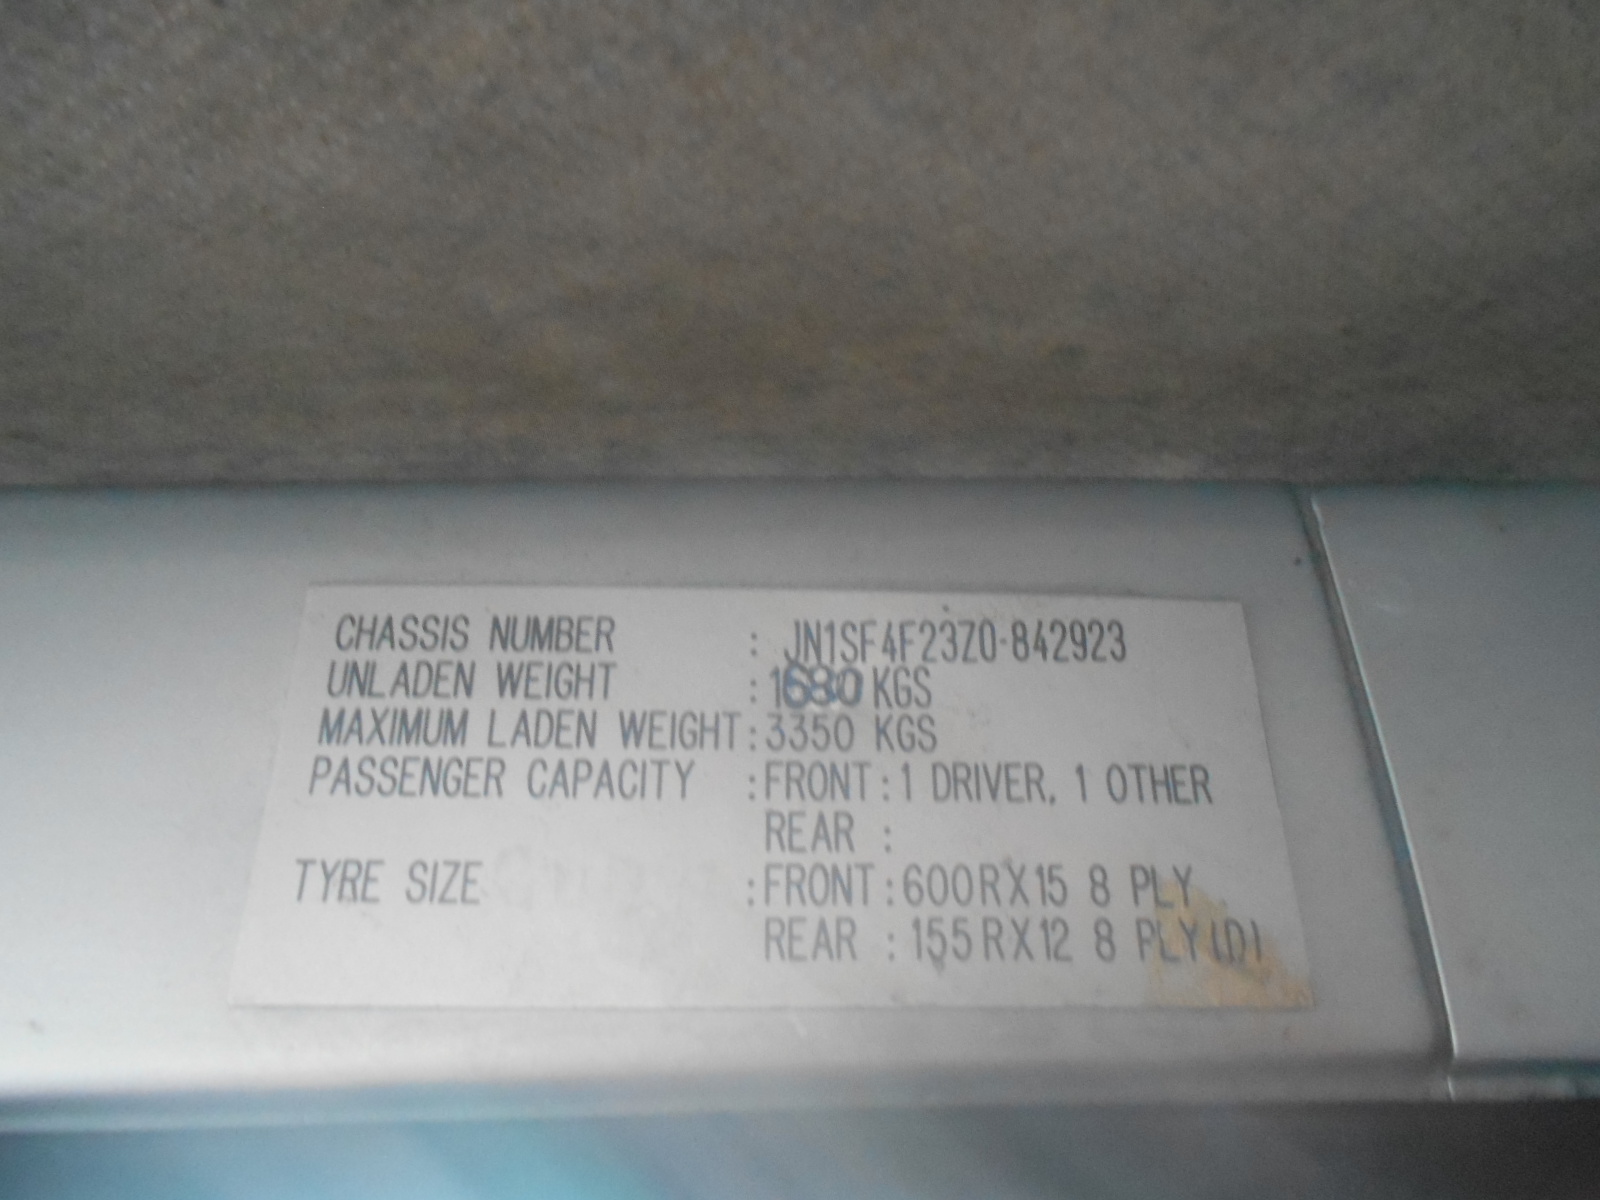 CHASSIS NUMBER : JN1SF4F23Z0-842923
UNLADEN WEIGHT : 1680 KGS
MAXIMUM LADEN WEIGHT : 3350 KGS
PASSENGER CAPACITY : FRONT : 1 DRIVER, 1 OTHER
REAR :
TYRE SIZE : FRONT : 600RX15 8 PLY
REAR : 155RX12 8 PLY (D)